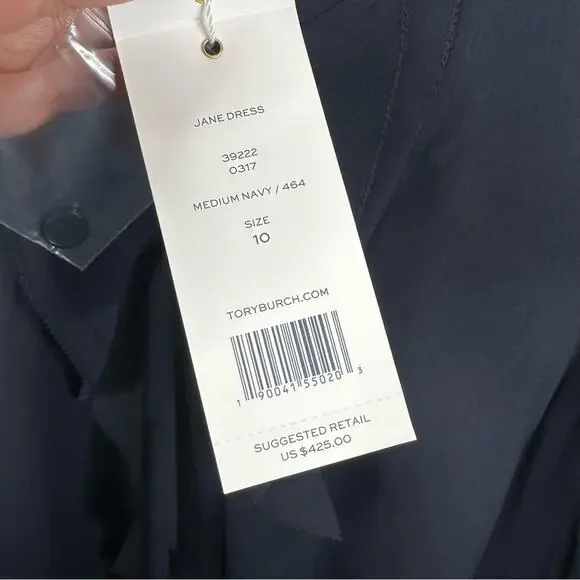 JANE DRESS
39222
0317
MEDIUM NAVY / 464
SIZE
10
TORYBURCH.COM
1 90041 55020 3
SUGGESTED RETAIL
US $425.00